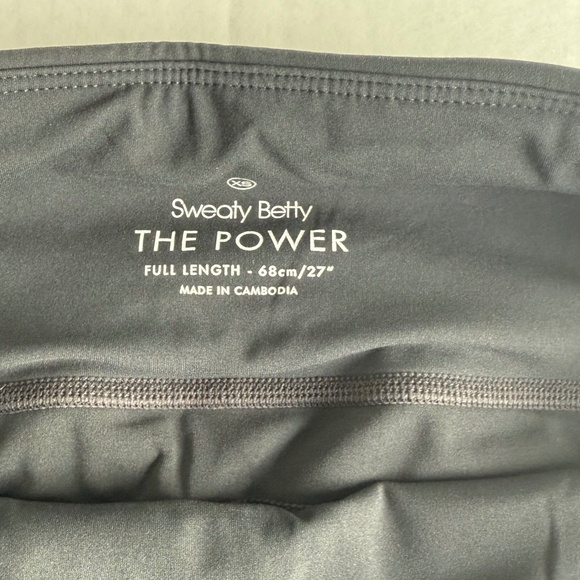 XS
Sweaty Betty
THE POWER
FULL LENGTH - 68cm/27"
MADE IN CAMBODIA